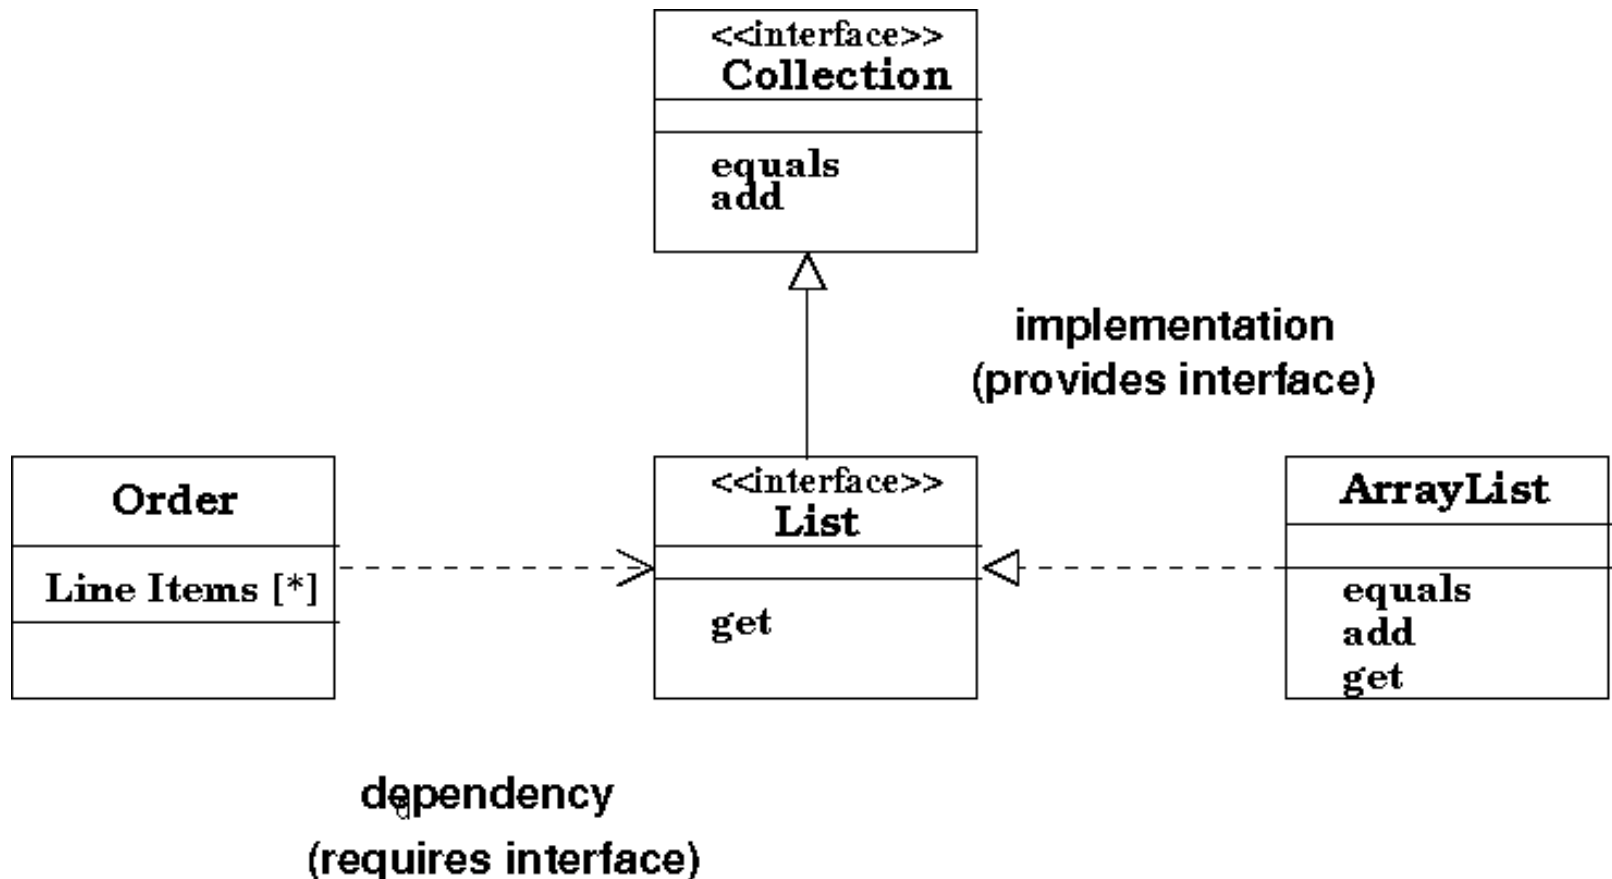 <<interface>>
Collection
equals
add
implementation
(provides interface)
Order
Line Items [*]
<<interface>>
List
get
ArrayList
equals
add
get
dependency
(requires interface)